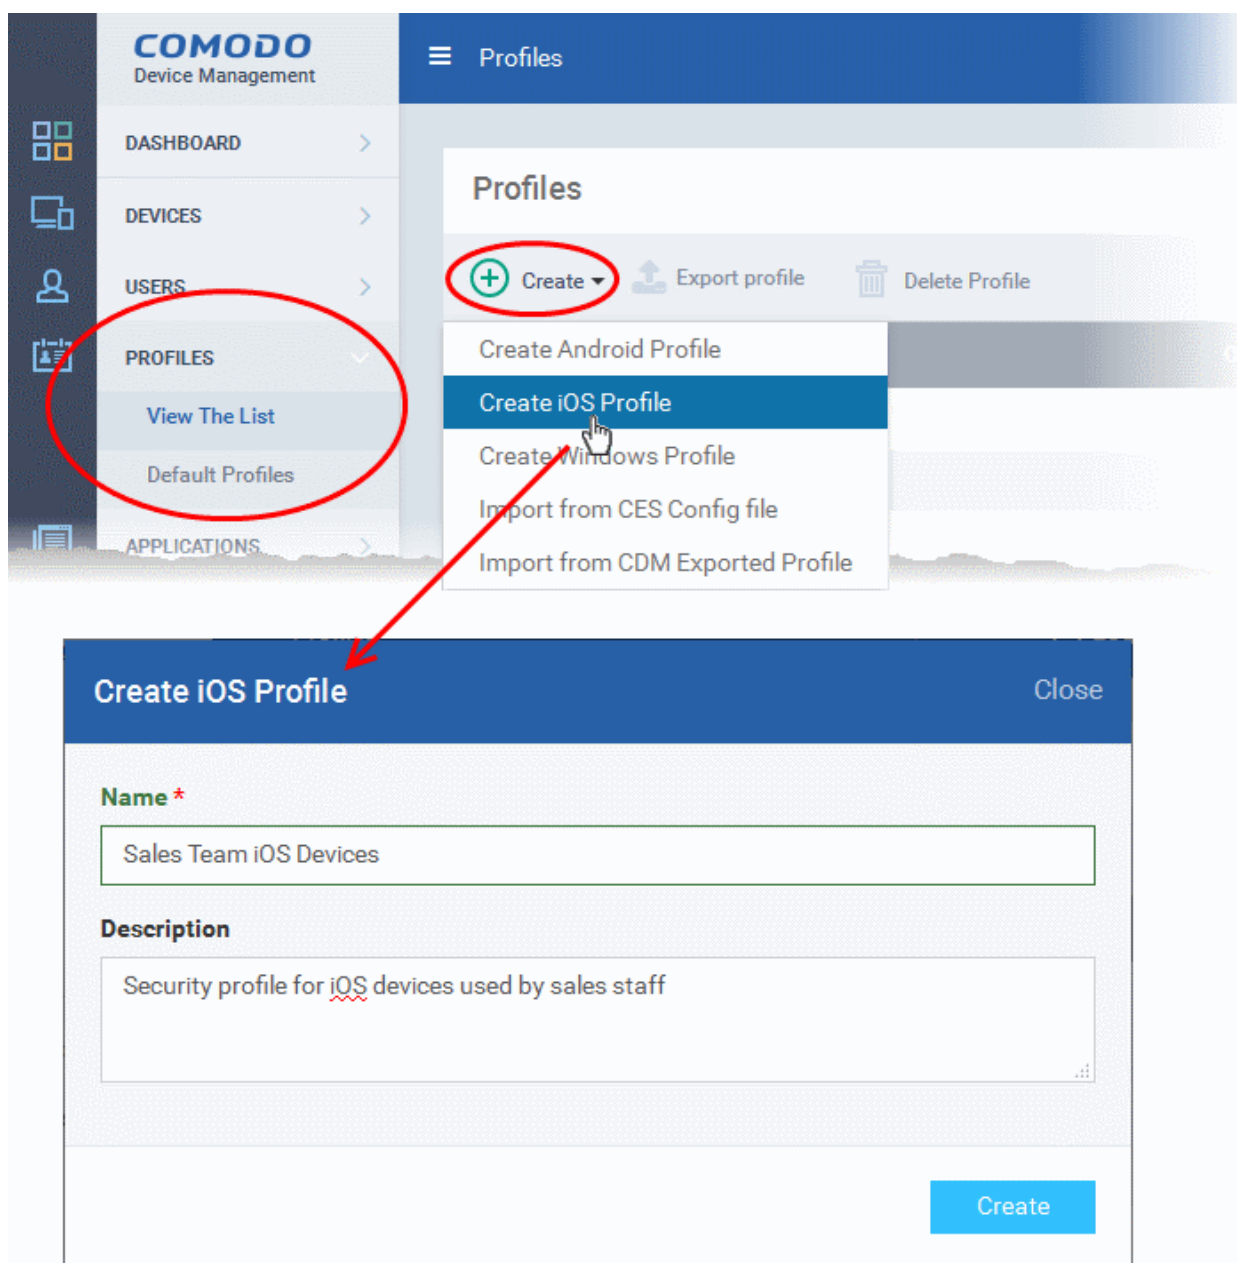 COMODO
Device Management
Profiles
DASHBOARD
DEVICES
USERS
PROFILES
View The List
Default Profiles
APPLICATIONS
Profiles
Create
Export profile
Delete Profile
Create Android Profile
Create iOS Profile
Create Windows Profile
Import from CES Config file
Import from CDM Exported Profile
Create iOS Profile
Close
Name *
Sales Team iOS Devices
Description
Security profile for iOS devices used by sales staff
Create